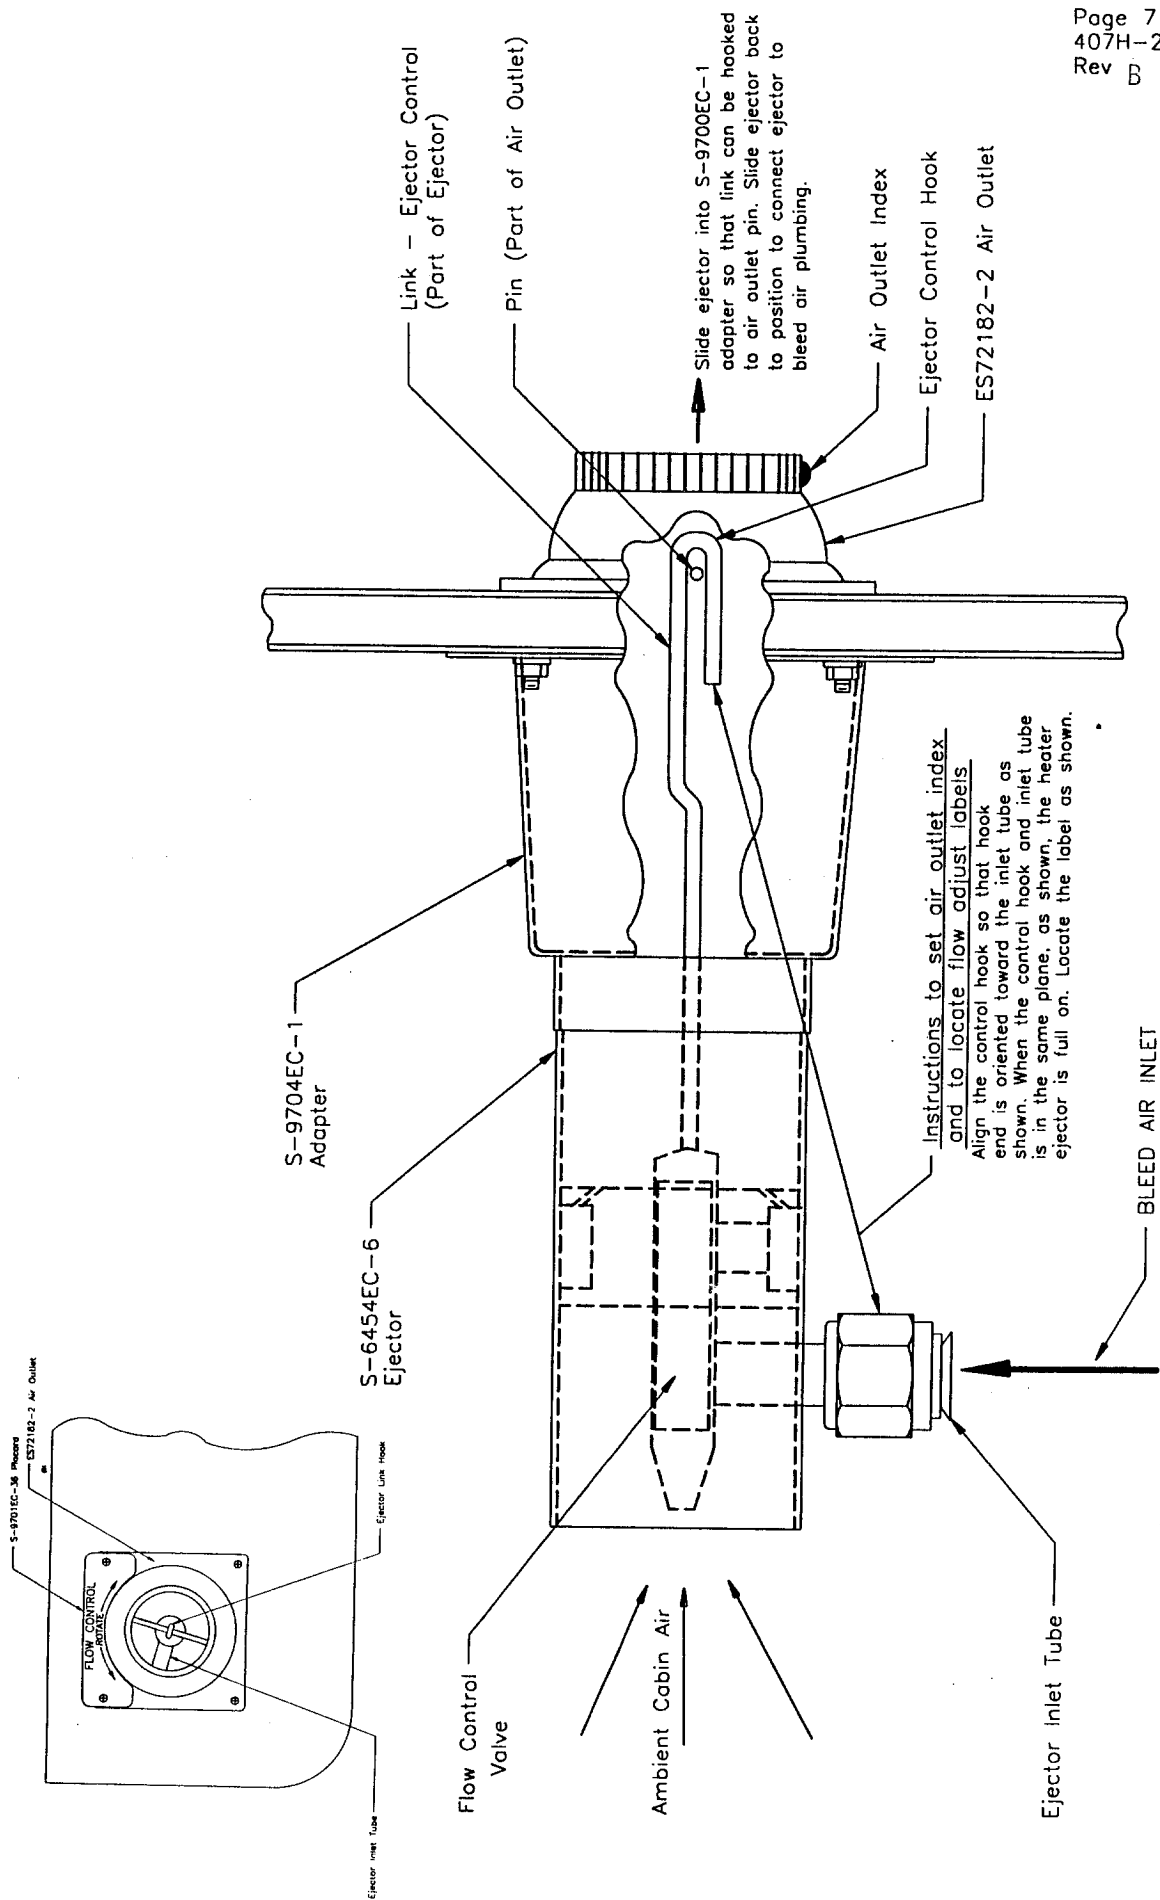 Page 7
407H-2
Rev B
S-9701EC-36 Placard
ES72182-2 Air Outlet
FLOW CONTROL
ROTATE
Ejector Link Hook
Ejector Inlet Tube
S-9704EC-1
Adapter
S-6454EC-6
Ejector
Link - Ejector Control
(Part of Ejector)
Pin (Part of Air Outlet)
Slide ejector into S-9700EC-1
adapter so that link can be hooked
to air outlet pin. Slide ejector back
to position to connect ejector to
bleed air plumbing.
Air Outlet Index
Ejector Control Hook
ES72182-2 Air Outlet
Flow Control
Valve
Ambient Cabin Air
Ejector Inlet Tube
Instructions to set air outlet index
and to locate flow adjust labels
Align the control hook so that hook
end is oriented toward the inlet tube as
shown. When the control hook and inlet tube
is in the same plane, as shown, the heater
ejector is full on. Locate the label as shown.
BLEED AIR INLET